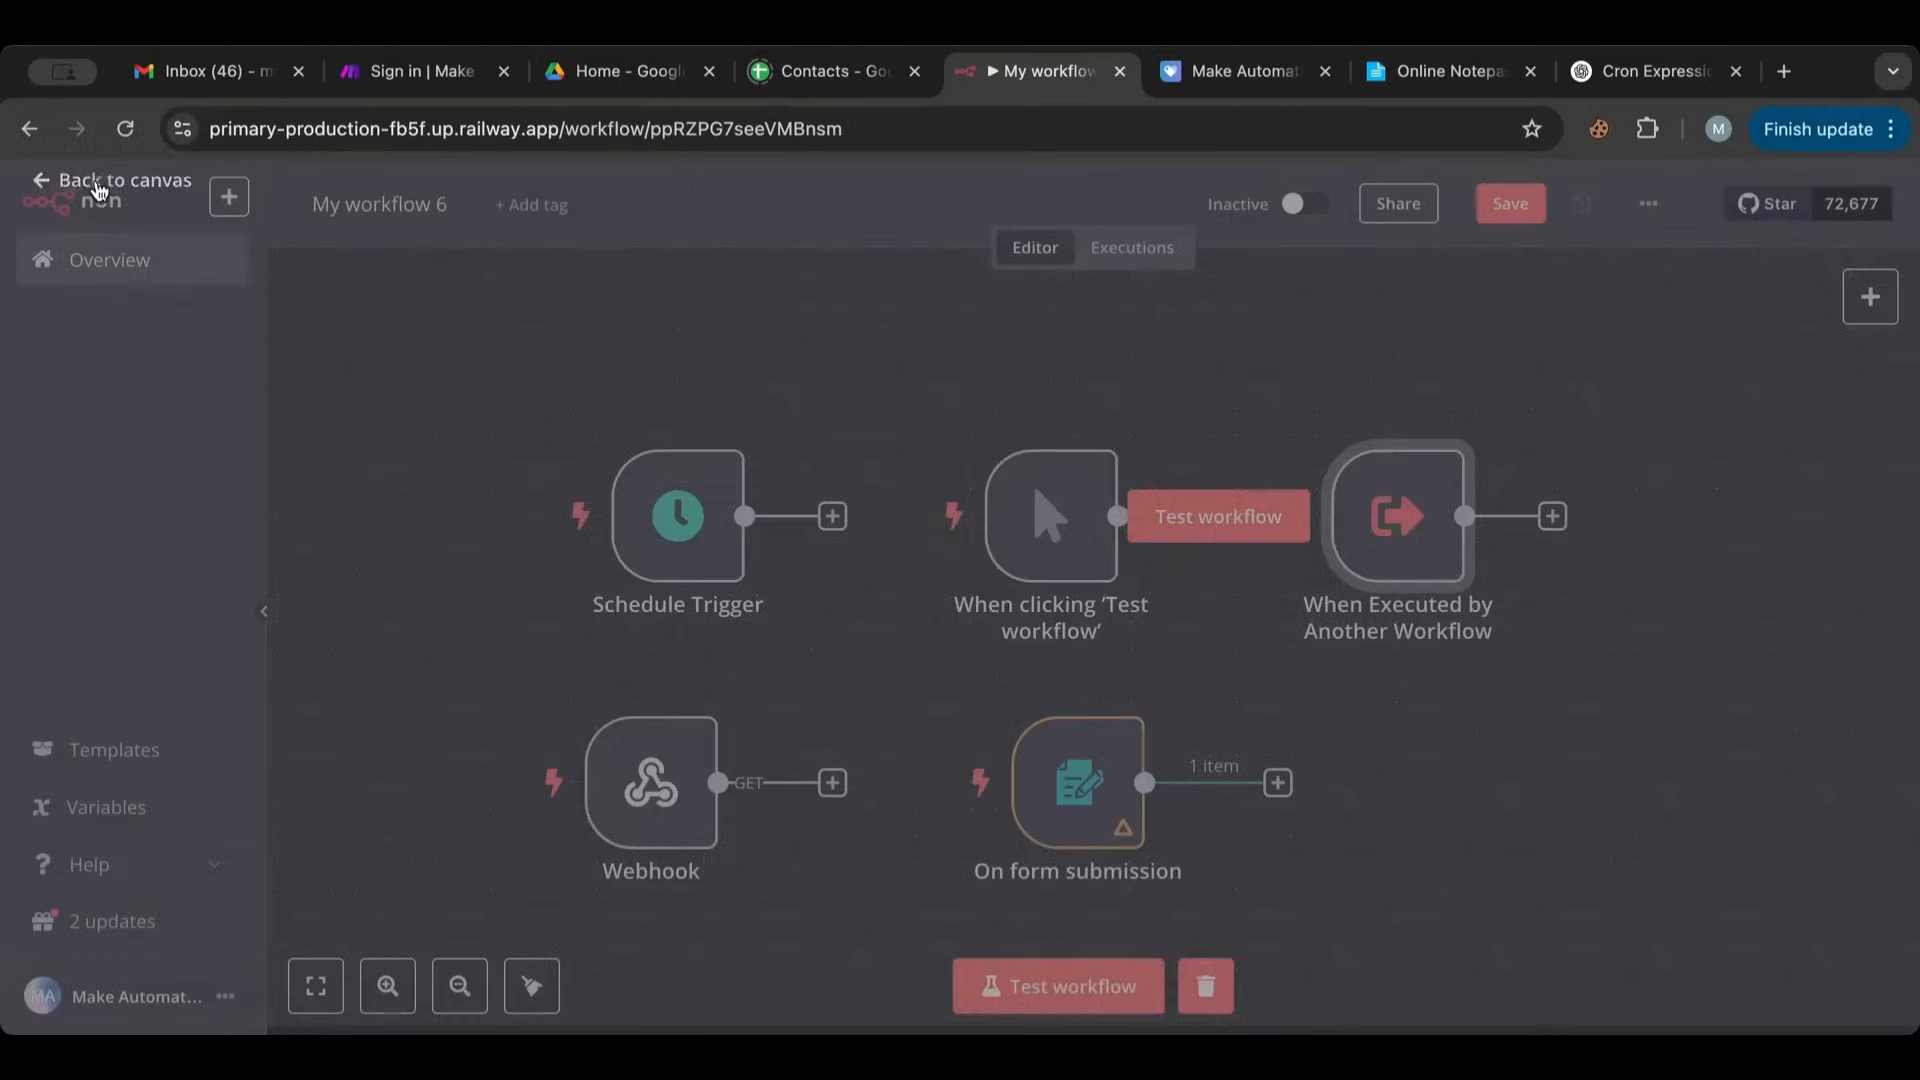 Inbox (46) - m
Sign in | Make
Home - Googl
Contacts - Go
▶ My workflow
Make Automat
Online Notepa
Cron Expressi
primary-production-fb5f.up.railway.app/workflow/ppRZPG7seeVMBnsm
M
Finish update
Back to canvas
n8n
My workflow 6
+ Add tag
Inactive
Share
Save
Star
72,677
Editor
Executions
Overview
Test workflow
Schedule Trigger
When clicking ‘Test
workflow’
When Executed by
Another Workflow
Templates
Variables
Help
2 updates
GET
1 item
Webhook
On form submission
MA
Make Automat...
Test workflow